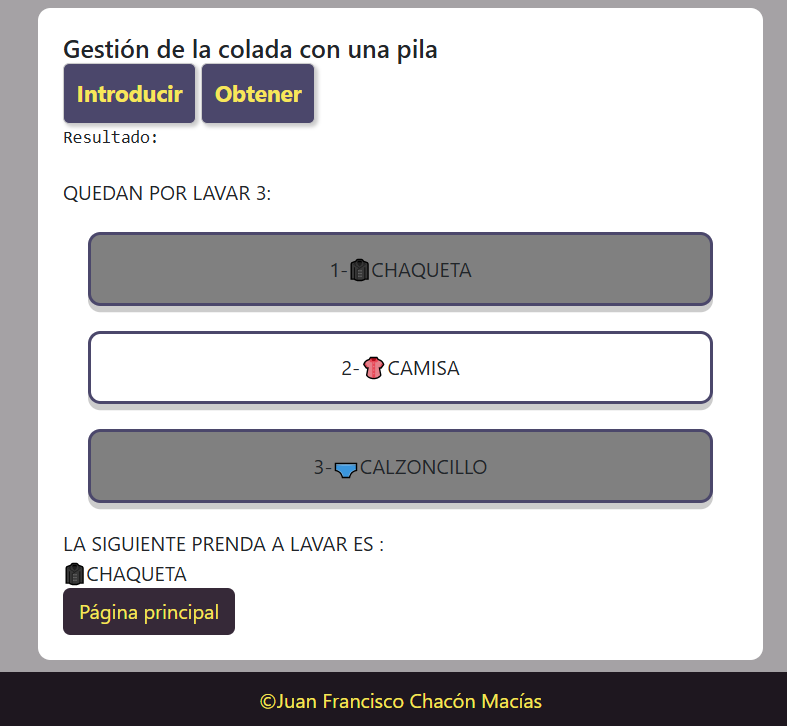 Gestión de la colada con una pila
Introducir Obtener
Resultado:
QUEDAN POR LAVAR 3:
1-CHAQUETA
2-CAMISA
3-CALZONCILLO
LA SIGUIENTE PRENDA A LAVAR ES :
CHAQUETA
Página principal
©Juan Francisco Chacón Macías